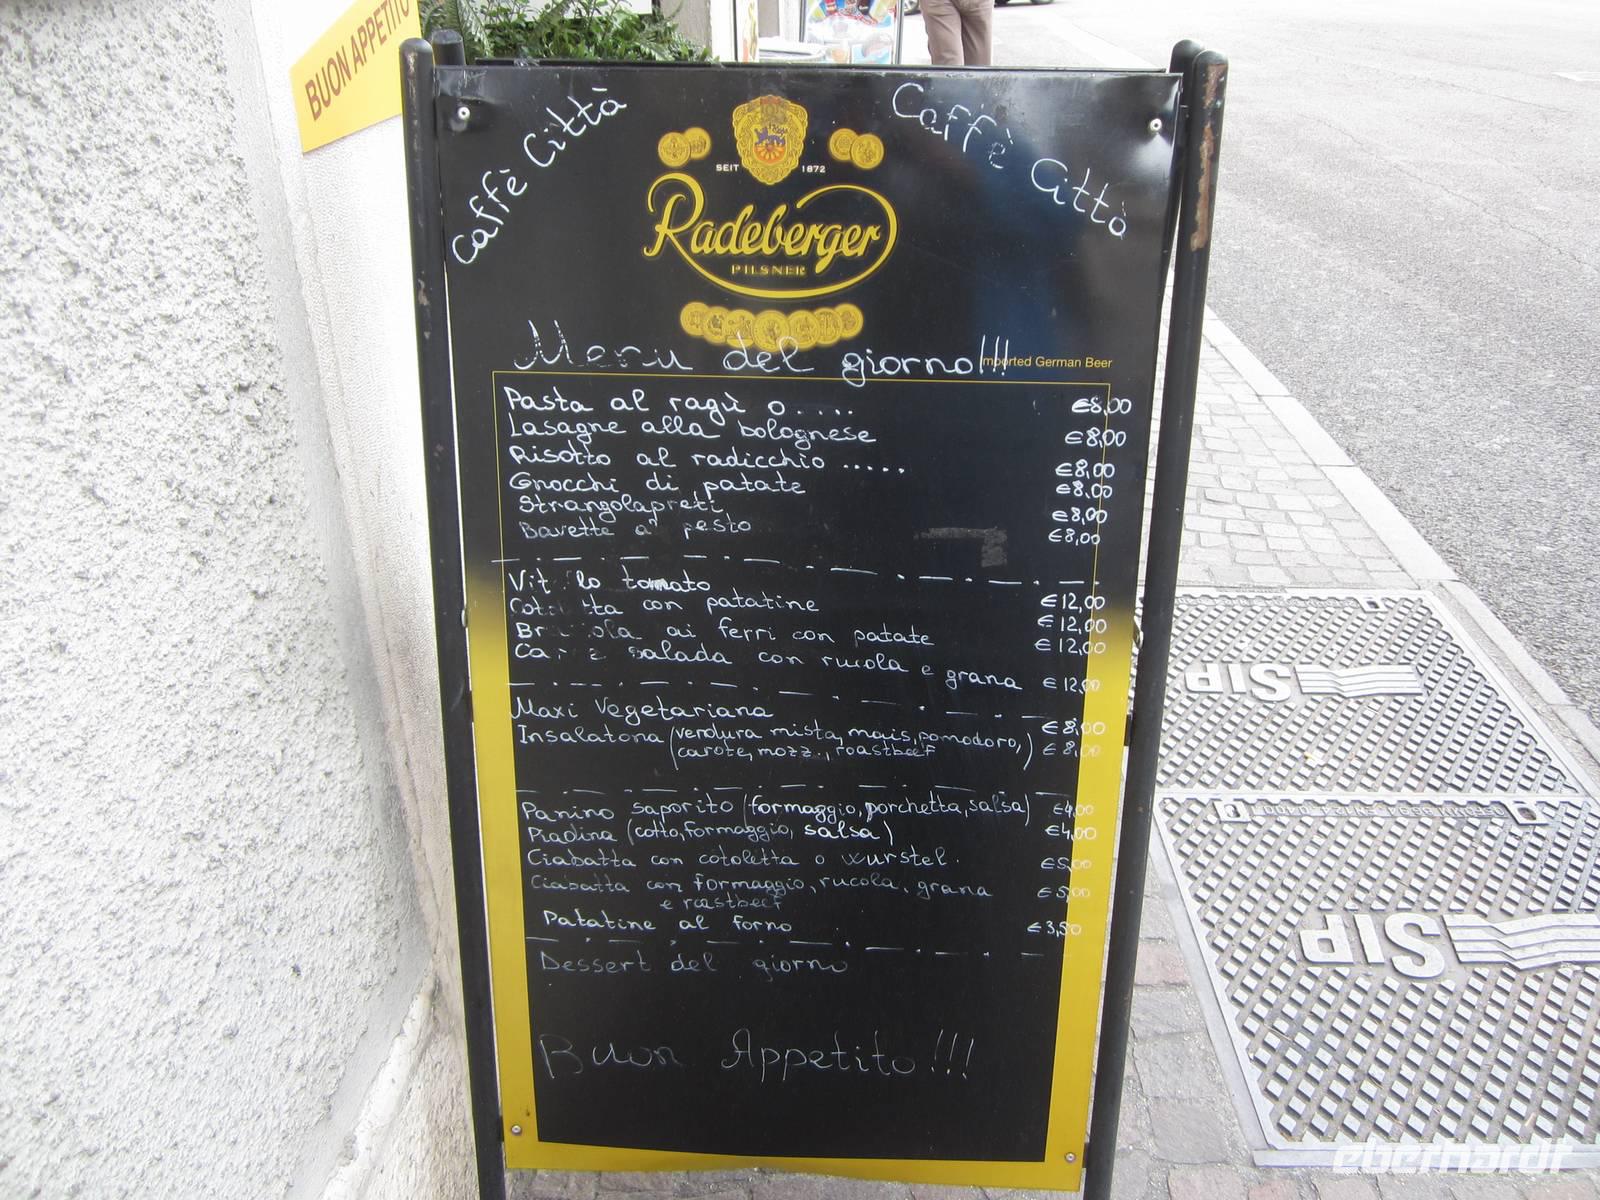 BUON APPETITO
Caffè Città
Caffè Città
SEIT 1872
Radeberger
PILSNER
Menu del giorno!!!
Imported German Beer
Pasta al ragù o..... €8,00
Lasagne alla bolognese €8,00
Risotto al radicchio ..... €8,00
Gnocchi di patate €8,00
Strangolapreti €8,00
Bavette al pesto €8,00
tonnato €12,00
con patatine €12,00
ai ferri con patate €12,00
salada con rucola e grana €12,00
Maxi Vegetariana €8,00
Insalatona (verdura mista, mais, pomodoro, €8,00
carote, mozz., roastbeef)
Panino saporito (formaggio, porchetta, salsa) €4,00
Piadina (cotto, formaggio, salsa) €4,00
Ciabatta con cotoletta o wurstel. €5,00
Ciabatta con formaggio, rucola, grana €5,00
e roastbeef
Patatine al forno €3,50
Dessert del giorno
Buon Appetito!!!
SIP
SIP
eberhardt